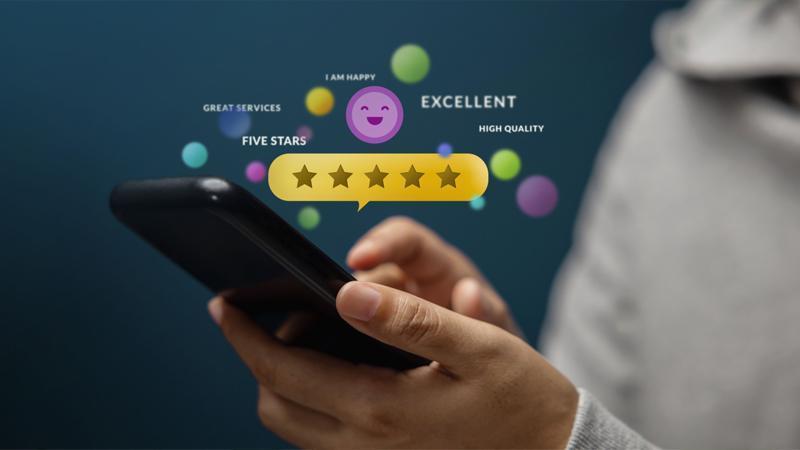 I AM HAPPY
EXCELLENT
GREAT SERVICES
HIGH QUALITY
FIVE STARS